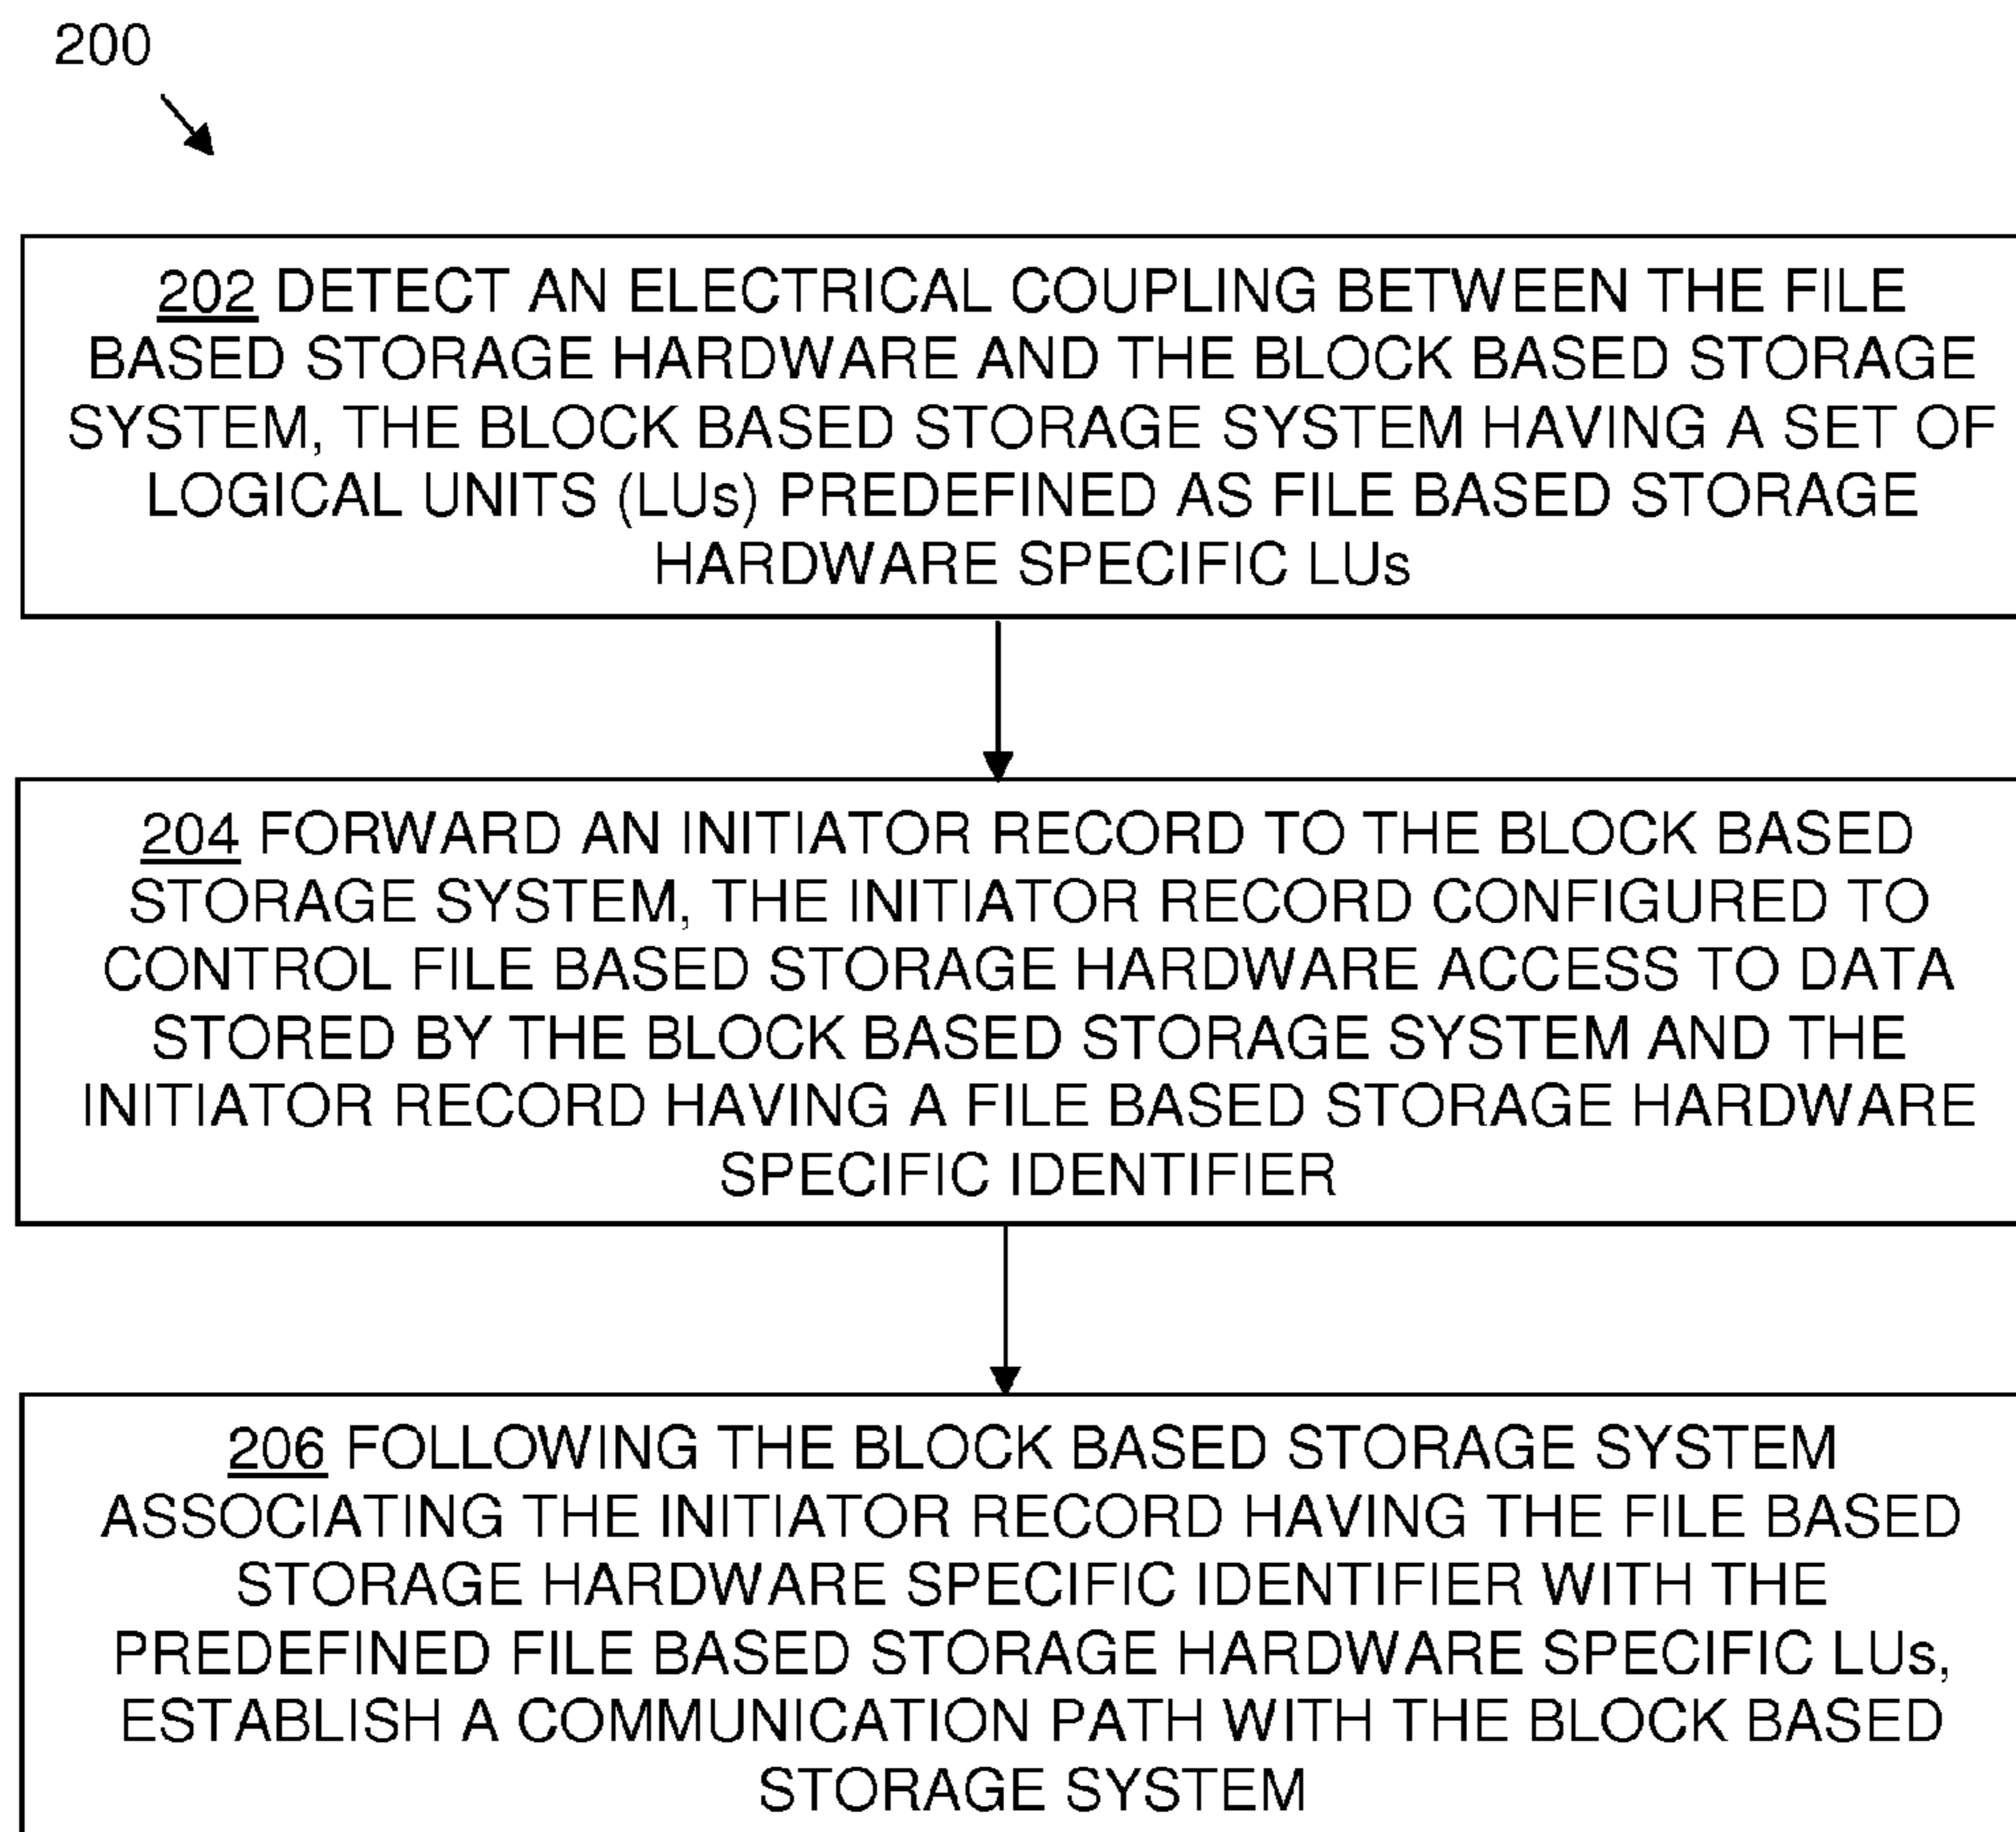 200
202 DETECT AN ELECTRICAL COUPLING BETWEEN THE FILE
BASED STORAGE HARDWARE AND THE BLOCK BASED STORAGE
SYSTEM, THE BLOCK BASED STORAGE SYSTEM HAVING A SET OF
LOGICAL UNITS (LUs) PREDEFINED AS FILE BASED STORAGE
HARDWARE SPECIFIC LUs
204 FORWARD AN INITIATOR RECORD TO THE BLOCK BASED
STORAGE SYSTEM, THE INITIATOR RECORD CONFIGURED TO
CONTROL FILE BASED STORAGE HARDWARE ACCESS TO DATA
STORED BY THE BLOCK BASED STORAGE SYSTEM AND THE
INITIATOR RECORD HAVING A FILE BASED STORAGE HARDWARE
SPECIFIC IDENTIFIER
206 FOLLOWING THE BLOCK BASED STORAGE SYSTEM
ASSOCIATING THE INITIATOR RECORD HAVING THE FILE BASED
STORAGE HARDWARE SPECIFIC IDENTIFIER WITH THE
PREDEFINED FILE BASED STORAGE HARDWARE SPECIFIC LUs,
ESTABLISH A COMMUNICATION PATH WITH THE BLOCK BASED
STORAGE SYSTEM